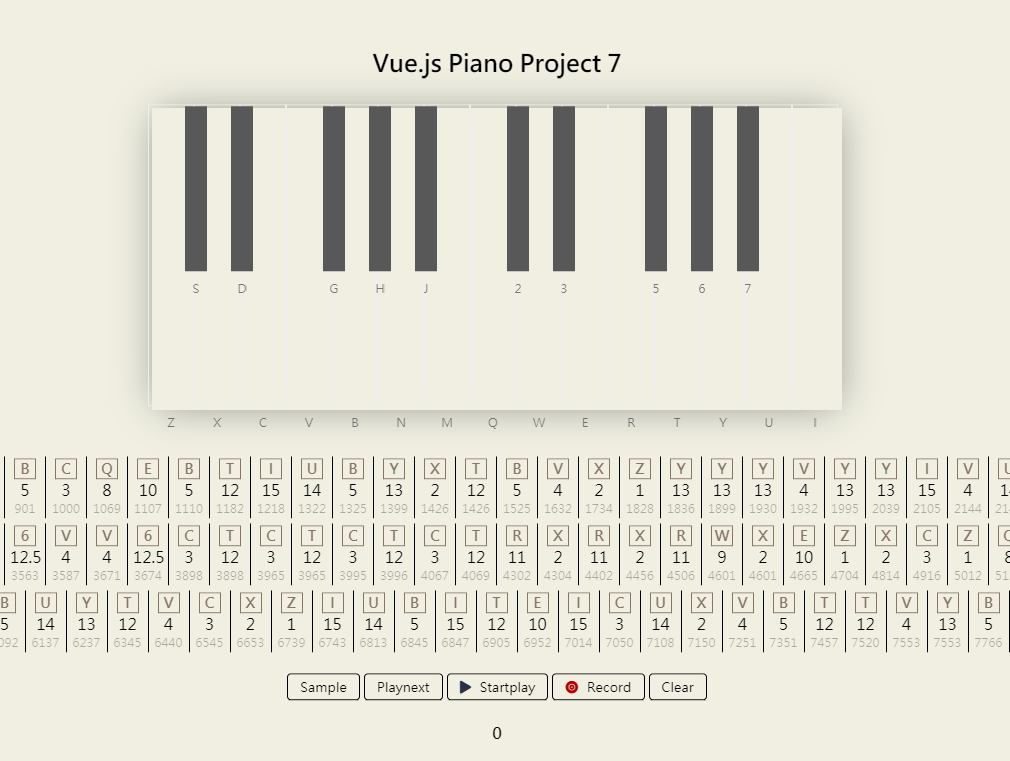 Vue.js Piano Project 7
S D G H J 2 3 5 6 7
Z X C V B N M Q W E R T Y U I
B C Q E B T I U B Y X T B V X Z Y Y Y V Y Y I V
5 3 8 10 5 12 15 14 5 13 2 12 5 4 2 1 13 13 13 4 13 13 15 4
901 1000 1069 1107 1110 1182 1218 1322 1325 1399 1426 1426 1525 1632 1734 1828 1836 1899 1930 1932 1995 2039 2105 2144
6 V V 6 C T C T C T C T R X R X R W X E Z X C Z
12.5 4 4 12.5 3 12 3 12 3 12 3 12 11 2 11 2 11 9 2 10 1 2 3 1
3563 3587 3671 3674 3898 3898 3965 3965 3995 3996 4067 4069 4302 4304 4402 4456 4506 4601 4601 4665 4704 4814 4916 5012
B U Y T V C X Z I U B I T E I C U X V B T T V Y B
5 14 13 12 4 3 2 1 15 14 5 15 12 10 15 3 14 2 4 5 12 12 4 13 5
6137 6237 6345 6440 6545 6653 6739 6743 6813 6845 6847 6905 6952 7014 7050 7108 7150 7251 7351 7457 7520 7553 7553 7766
Sample Playnext Startplay Record Clear
0